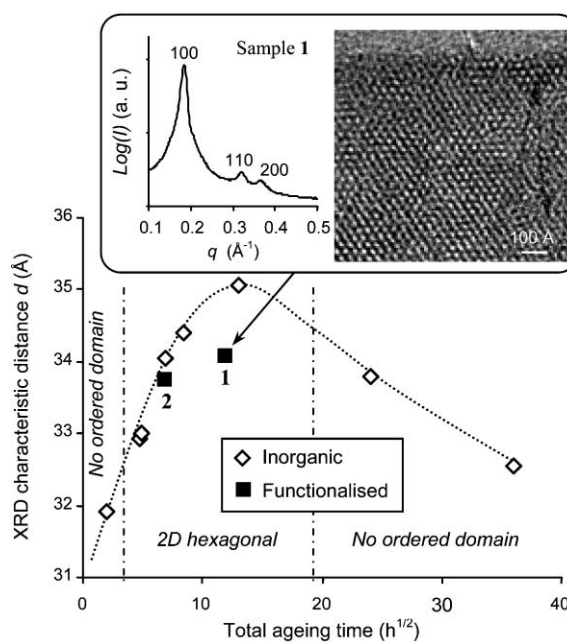 Sample 1
100
110
200
Log(I) (a. u.)
0.1 0.2 0.3 0.4 0.5
q (Å-1)
100 Å
XRD characteristic distance d (Å)
36
35
34
33
32
31
No ordered domain
2
1
Inorganic
Functionalised
2D hexagonal
No ordered domain
0 10 20 30 40
Total ageing time (h1/2)